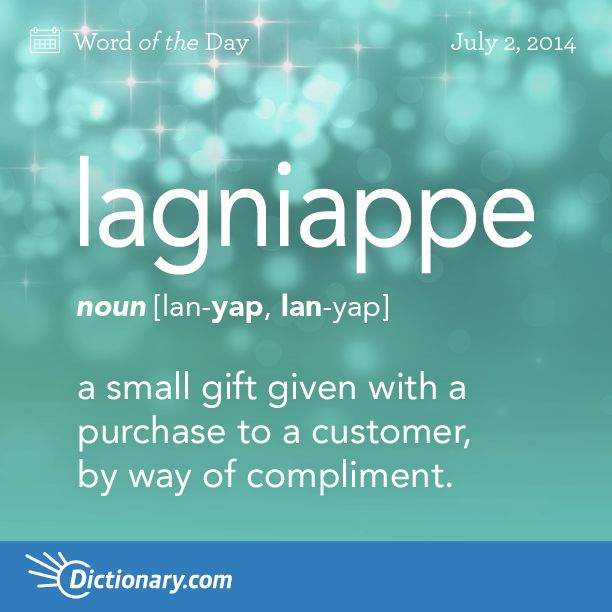 Word of the Day
July 2, 2014
lagniappe
noun [lan-yap, lan-yap]
a small gift given with a
purchase to a customer,
by way of compliment.
Dictionary.com